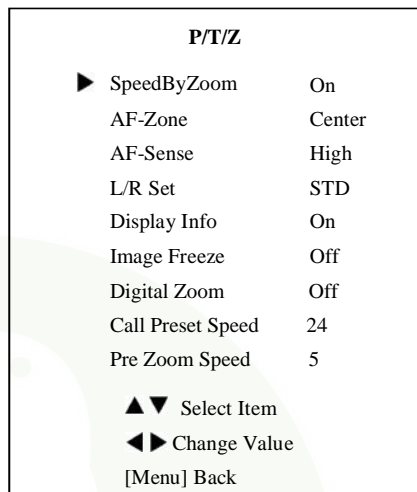 P/T/Z
▶ SpeedByZoom On
AF-Zone Center
AF-Sense High
L/R Set STD
Display Info On
Image Freeze Off
Digital Zoom Off
Call Preset Speed 24
Pre Zoom Speed 5
▲▼ Select Item
◀▶ Change Value
[Menu] Back